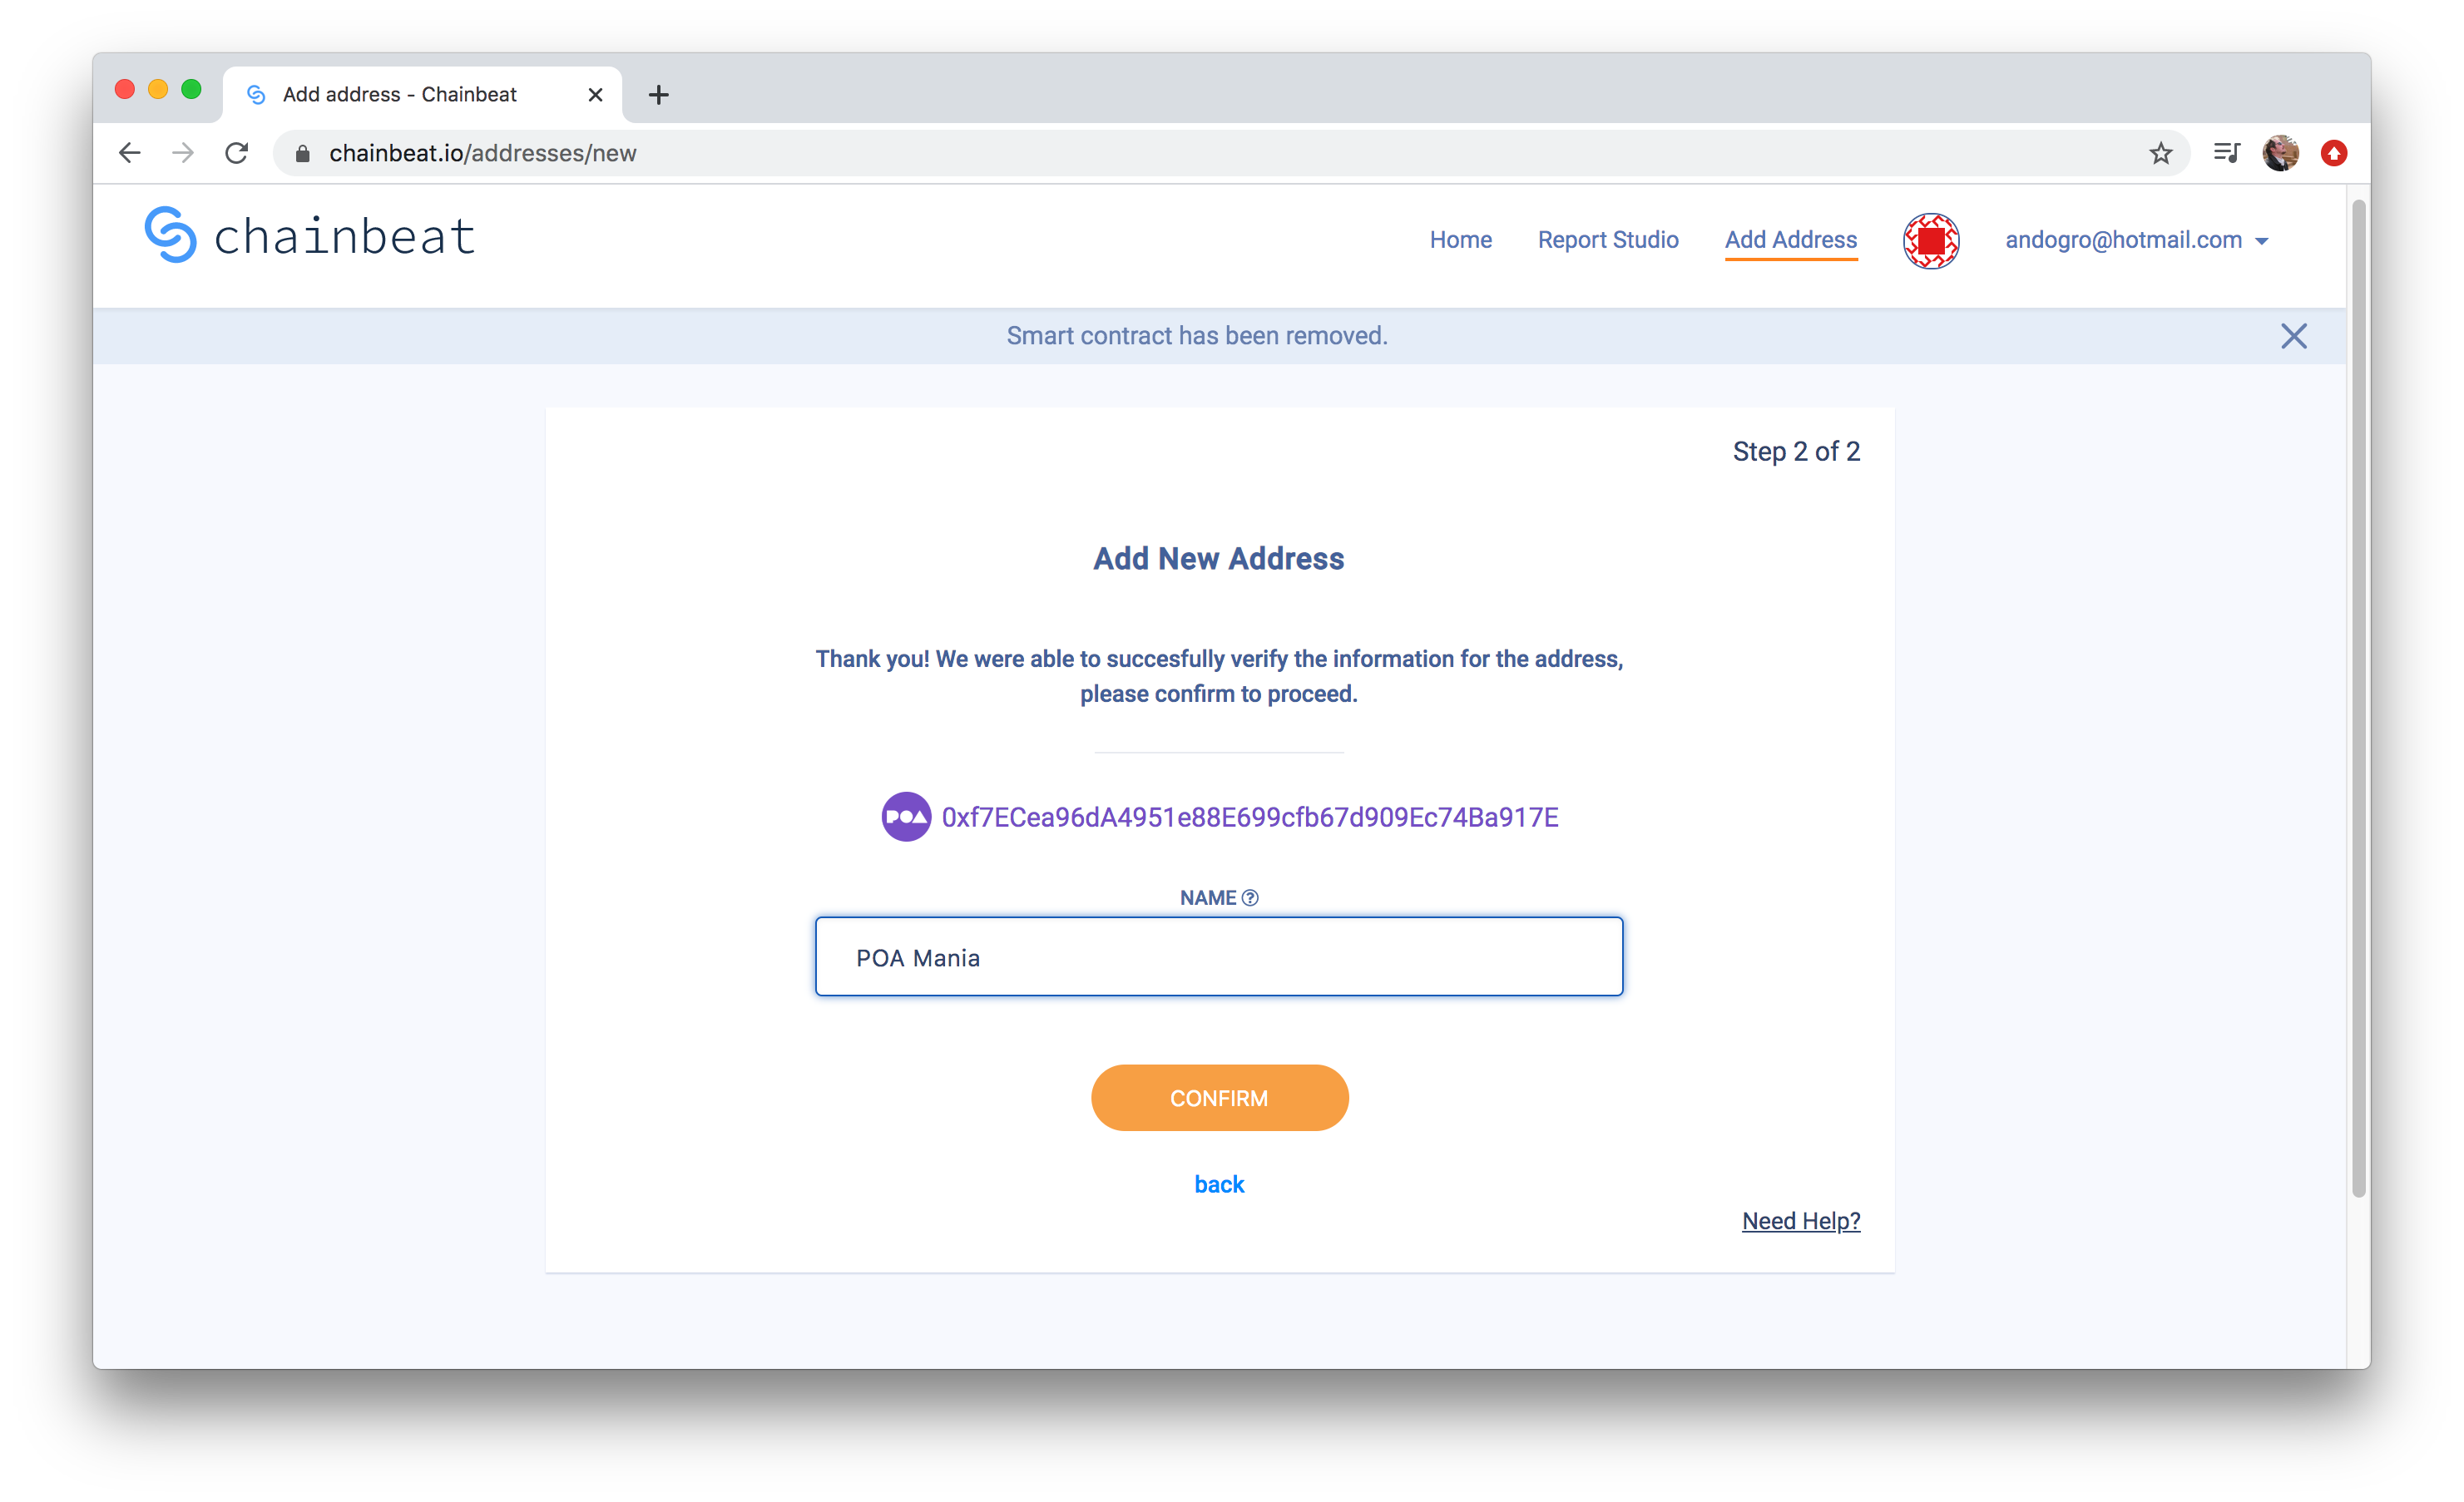 Add address - Chainbeat
chainbeat.io/addresses/new
chainbeat
Home
Report Studio
Add Address
andogro@hotmail.com
Smart contract has been removed.
Step 2 of 2
Add New Address
Thank you! We were able to succesfully verify the information for the address,
please confirm to proceed.
POA
0xf7ECea96dA4951e88E699cfb67d909Ec74Ba917E
NAME ?
POA Mania
CONFIRM
back
Need Help?